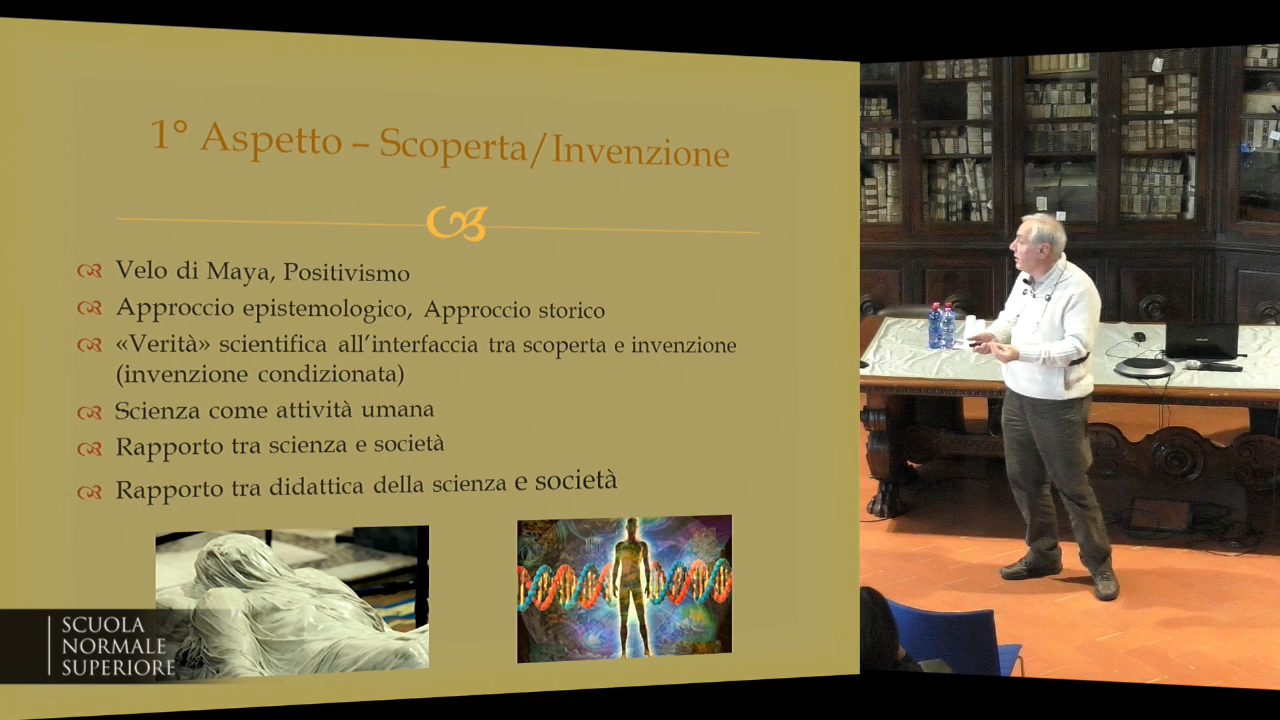 1° Aspetto – Scoperta/Invenzione
Velo di Maya, Positivismo
Approccio epistemologico, Approccio storico
«Verità» scientifica all'interfaccia tra scoperta e invenzione
(invenzione condizionata)
Scienza come attività umana
Rapporto tra scienza e società
Rapporto tra didattica della scienza e società
SCUOLA
NORMALE
SUPERIORE